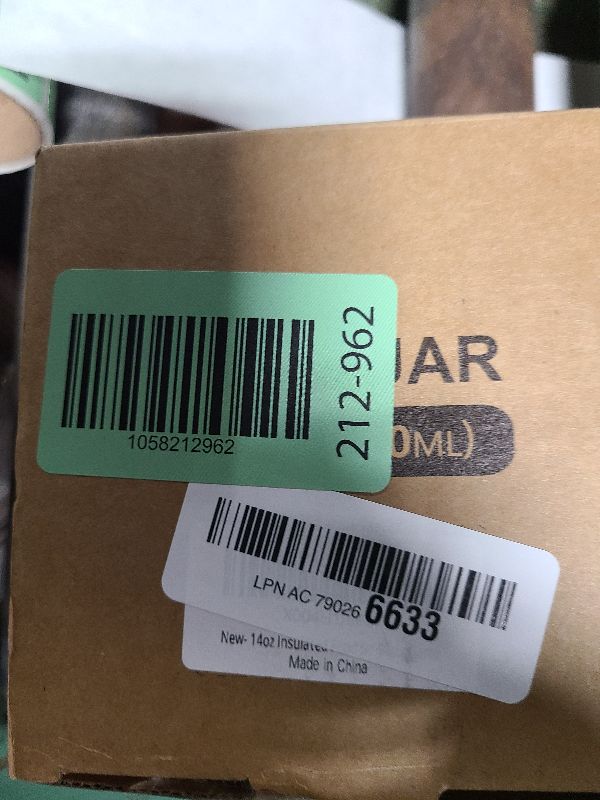 JAR
0ML)
1058212962
212-962
LPN AC 79026 6633
New- 14oz Insulated
Made in China